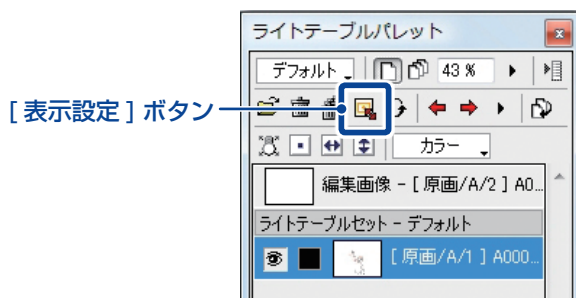 ライトテーブルパレット
デフォルト 43 %
[ 表示設定 ] ボタン
カラー
編集画像 - [ 原画/A/2 ] A0...
ライトテーブルセット - デフォルト
[ 原画/A/1 ] A000...